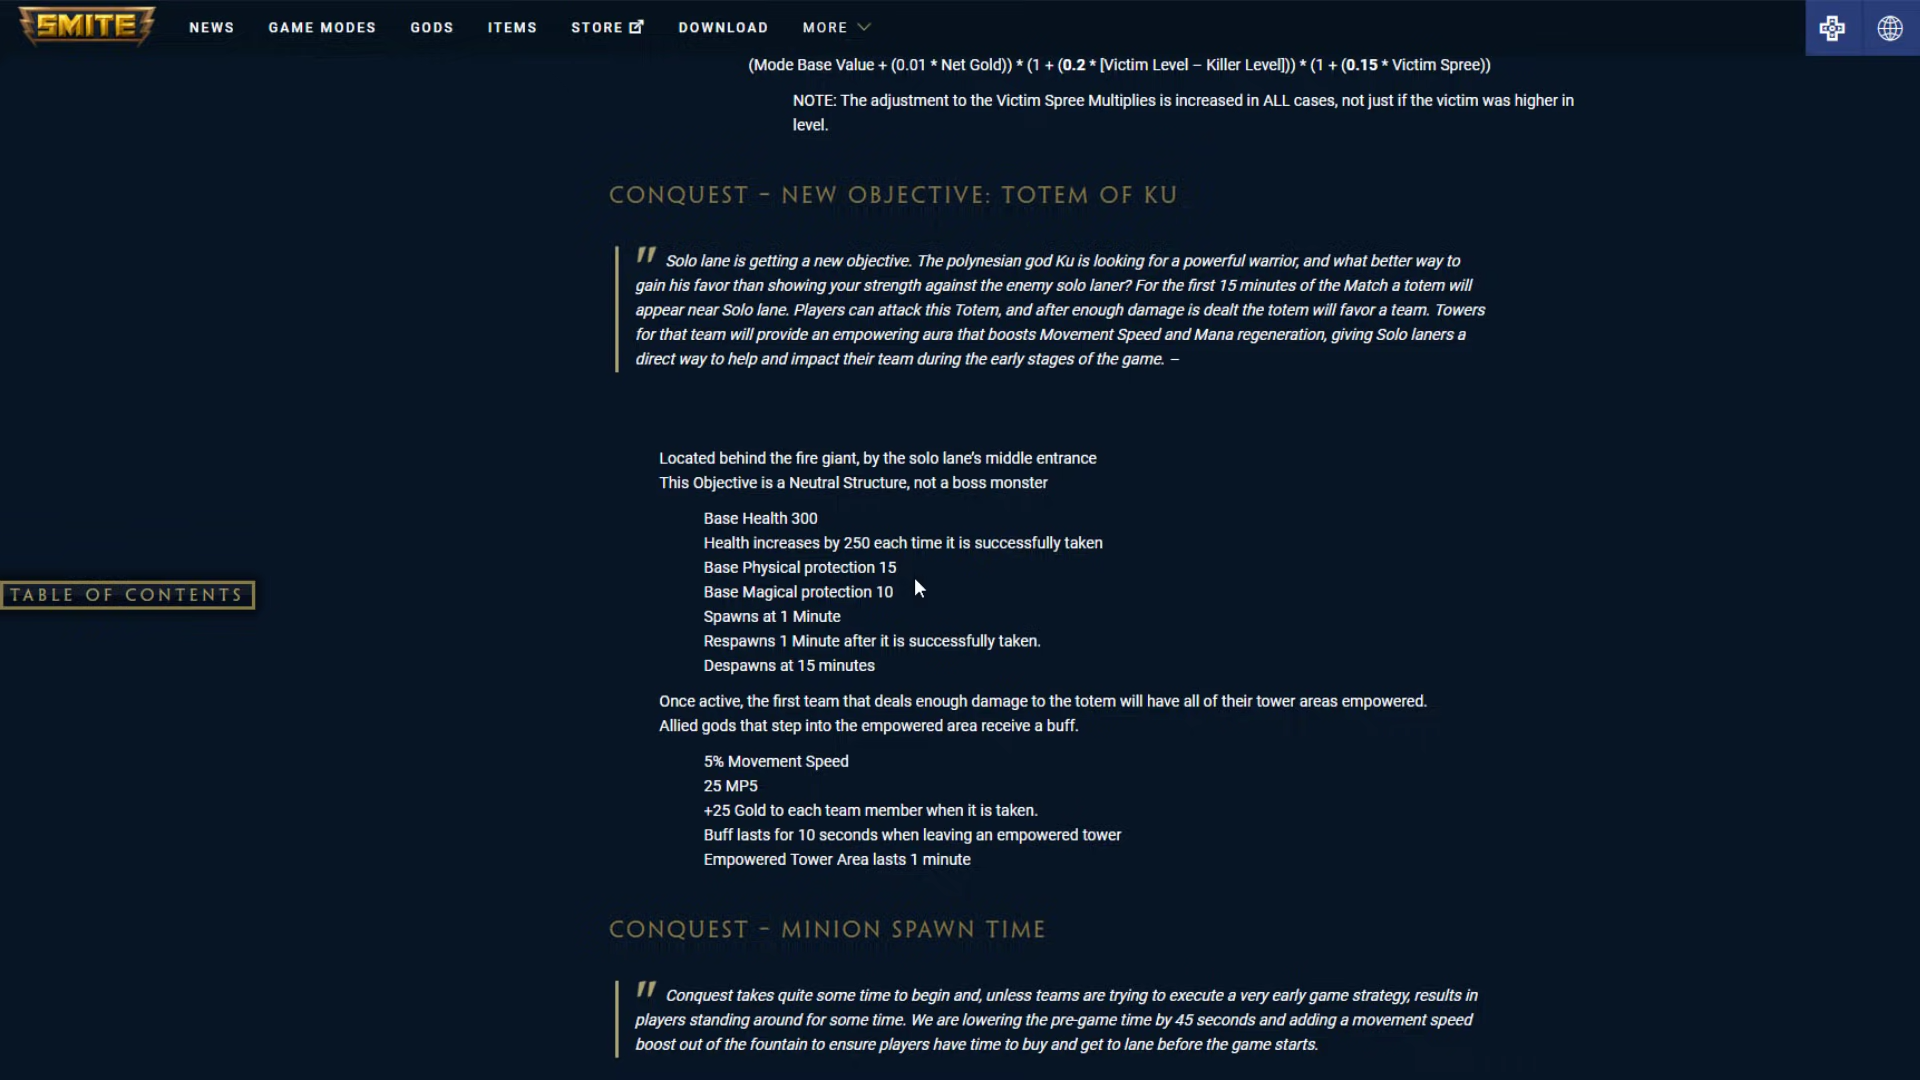 SMITE
NEWS
GAME MODES
GODS
ITEMS
STORE
DOWNLOAD
MORE
(Mode Base Value + (0.01 * Net Gold)) * (1 + (0.2 * [Victim Level – Killer Level])) * (1 + (0.15 * Victim Spree))
NOTE: The adjustment to the Victim Spree Multiplies is increased in ALL cases, not just if the victim was higher in
level.
CONQUEST – NEW OBJECTIVE: TOTEM OF KU
" Solo lane is getting a new objective. The polynesian god Ku is looking for a powerful warrior, and what better way to
gain his favor than showing your strength against the enemy solo laner? For the first 15 minutes of the Match a totem will
appear near Solo lane. Players can attack this Totem, and after enough damage is dealt the totem will favor a team. Towers
for that team will provide an empowering aura that boosts Movement Speed and Mana regeneration, giving Solo laners a
direct way to help and impact their team during the early stages of the game. –
Located behind the fire giant, by the solo lane’s middle entrance
This Objective is a Neutral Structure, not a boss monster
Base Health 300
Health increases by 250 each time it is successfully taken
Base Physical protection 15
Base Magical protection 10
TABLE OF CONTENTS
Spawns at 1 Minute
Respawns 1 Minute after it is successfully taken.
Despawns at 15 minutes
Once active, the first team that deals enough damage to the totem will have all of their tower areas empowered.
Allied gods that step into the empowered area receive a buff.
5% Movement Speed
25 MP5
+25 Gold to each team member when it is taken.
Buff lasts for 10 seconds when leaving an empowered tower
Empowered Tower Area lasts 1 minute
CONQUEST – MINION SPAWN TIME
" Conquest takes quite some time to begin and, unless teams are trying to execute a very early game strategy, results in
players standing around for some time. We are lowering the pre-game time by 45 seconds and adding a movement speed
boost out of the fountain to ensure players have time to buy and get to lane before the game starts.